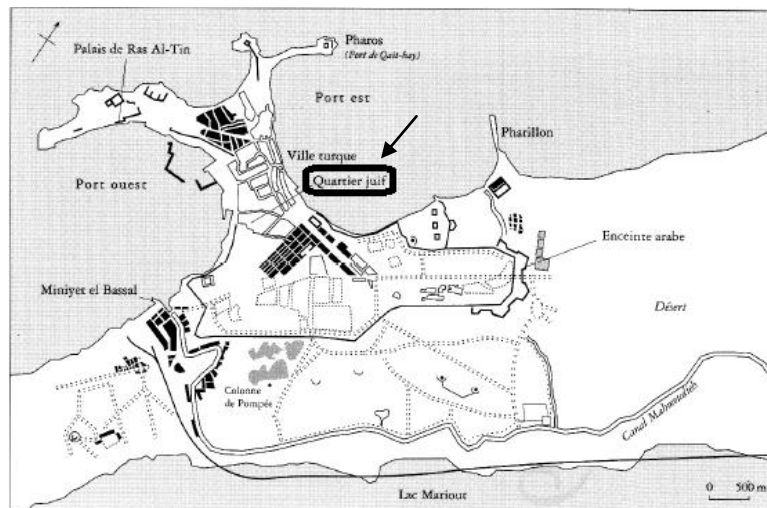 Palais de Ras Al-Tin
Pharos
(Fort de Qait-bay)
Port est
Pharillon
Ville turque
Quartier juif
Port ouest
Enceinte arabe
Miniyet el Bassal
Désert
Colonne
de Pompée
Canal Mahmoudieh
Lac Mariout
0 500 m